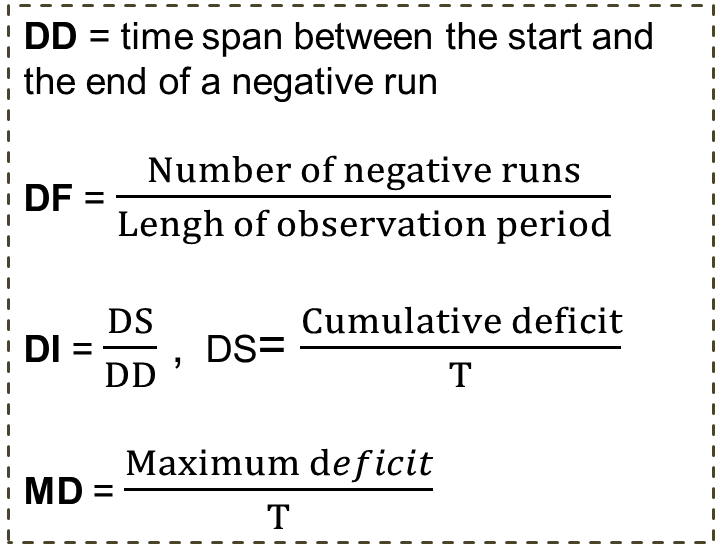 DD = time span between the start and
the end of a negative run
DF = Number of negative runs / Lengh of observation period
DI = DS / DD , DS= Cumulative deficit / T
MD = Maximum deficit / T